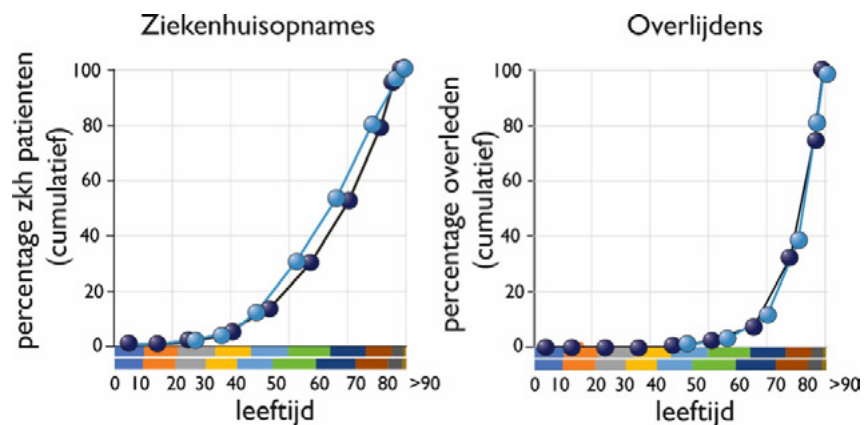 Ziekenhuisopnames
percentage zkh patienten
(cumulatief)
100
80
60
40
20
0
0 10 20 30 40 50 60 70 80 >90
leeftijd
Overlijdens
percentage overleden
(cumulatief)
100
80
60
40
20
0
0 10 20 30 40 50 60 70 80 >90
leeftijd